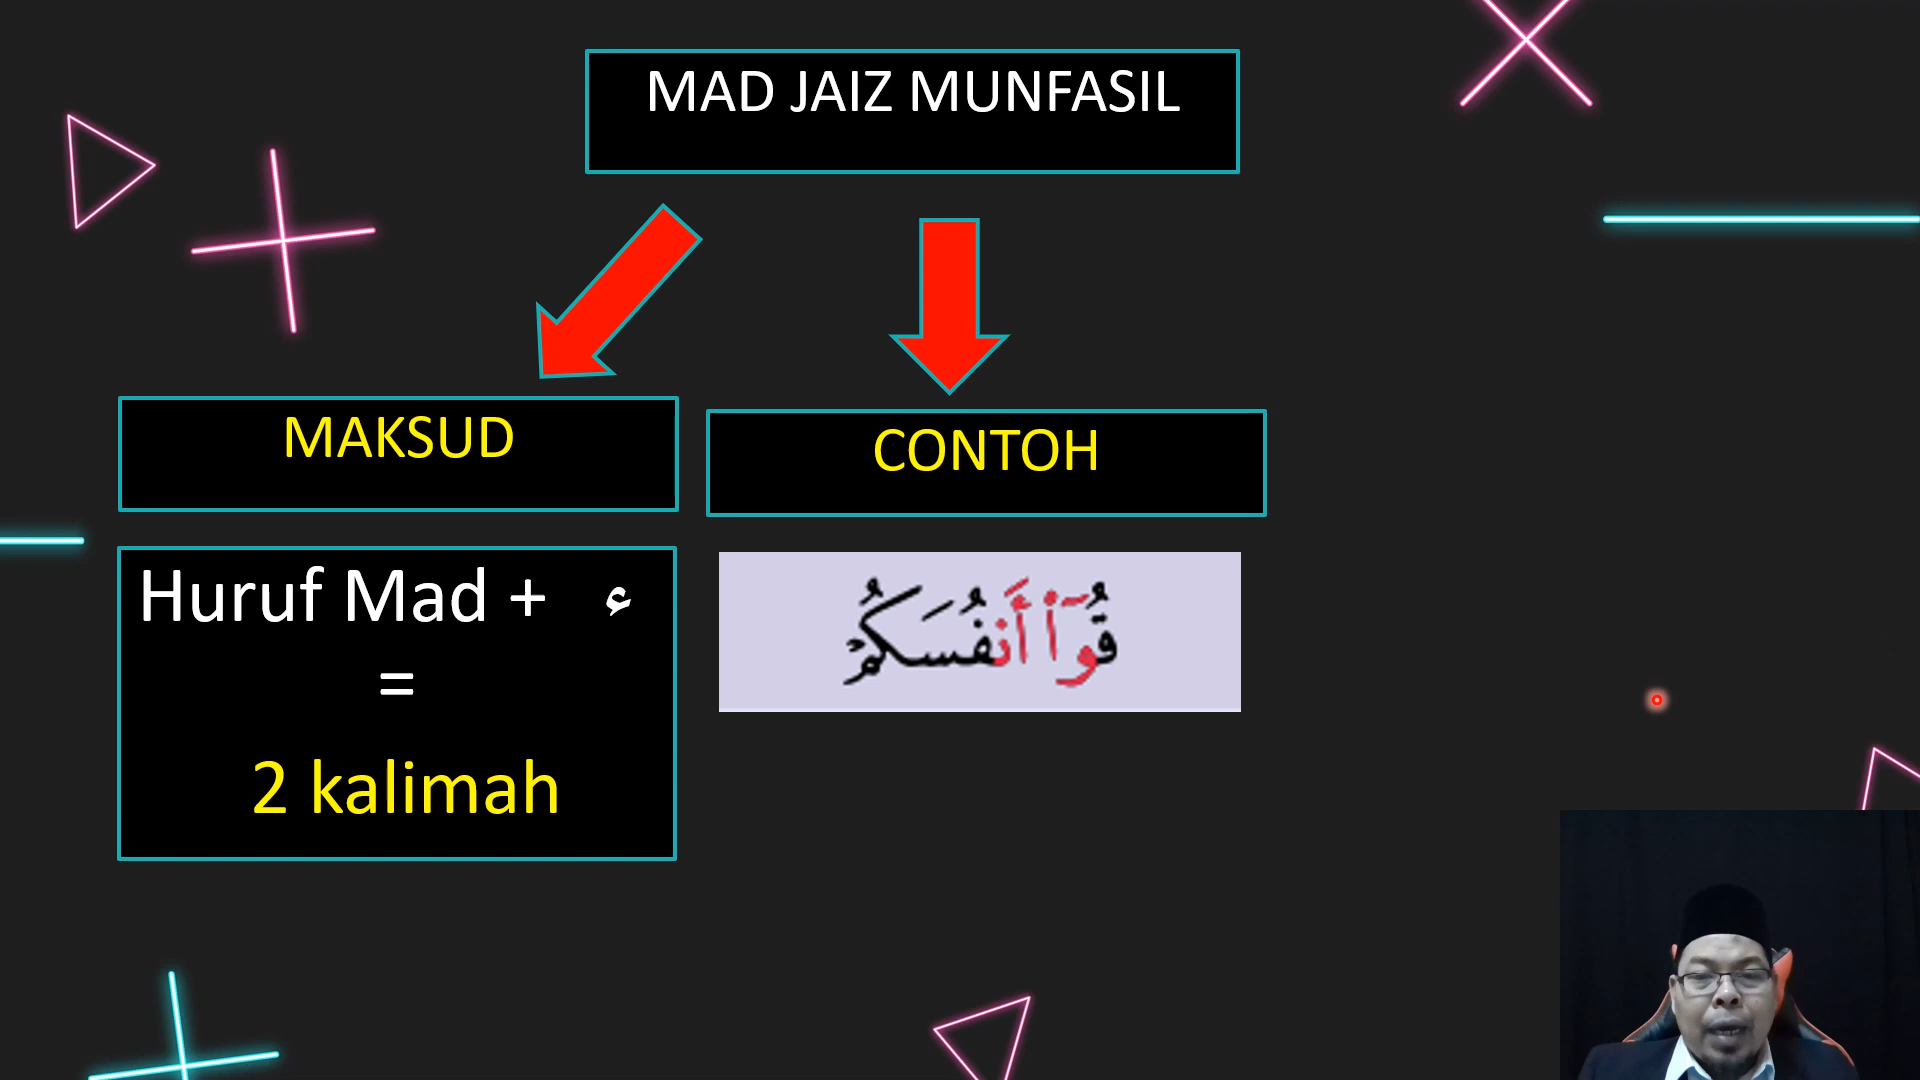 MAD JAIZ MUNFASIL
MAKSUD
CONTOH
Huruf Mad + ء
=
2 kalimah
قُوٓاْ أَنفُسَكُمْ